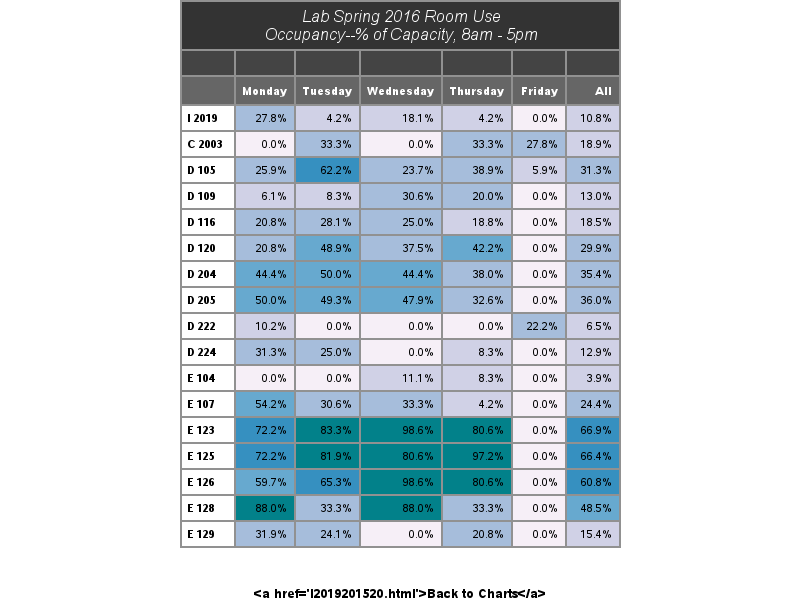 Lab Spring 2016 Room Use
Occupancy--% of Capacity, 8am - 5pm
Monday Tuesday Wednesday Thursday Friday All
I 2019 27.8% 4.2% 18.1% 4.2% 0.0% 10.8%
C 2003 0.0% 33.3% 0.0% 33.3% 27.8% 18.9%
D 105 25.9% 62.2% 23.7% 38.9% 5.9% 31.3%
D 109 6.1% 8.3% 30.6% 20.0% 0.0% 13.0%
D 116 20.8% 28.1% 25.0% 18.8% 0.0% 18.5%
D 120 20.8% 48.9% 37.5% 42.2% 0.0% 29.9%
D 204 44.4% 50.0% 44.4% 38.0% 0.0% 35.4%
D 205 50.0% 49.3% 47.9% 32.6% 0.0% 36.0%
D 222 10.2% 0.0% 0.0% 0.0% 22.2% 6.5%
D 224 31.3% 25.0% 0.0% 8.3% 0.0% 12.9%
E 104 0.0% 0.0% 11.1% 8.3% 0.0% 3.9%
E 107 54.2% 30.6% 33.3% 4.2% 0.0% 24.4%
E 123 72.2% 83.3% 98.6% 80.6% 0.0% 66.9%
E 125 72.2% 81.9% 80.6% 97.2% 0.0% 66.4%
E 126 59.7% 65.3% 98.6% 80.6% 0.0% 60.8%
E 128 88.0% 33.3% 88.0% 33.3% 0.0% 48.5%
E 129 31.9% 24.1% 0.0% 20.8% 0.0% 15.4%
<a href='I2019201520.html'>Back to Charts</a>